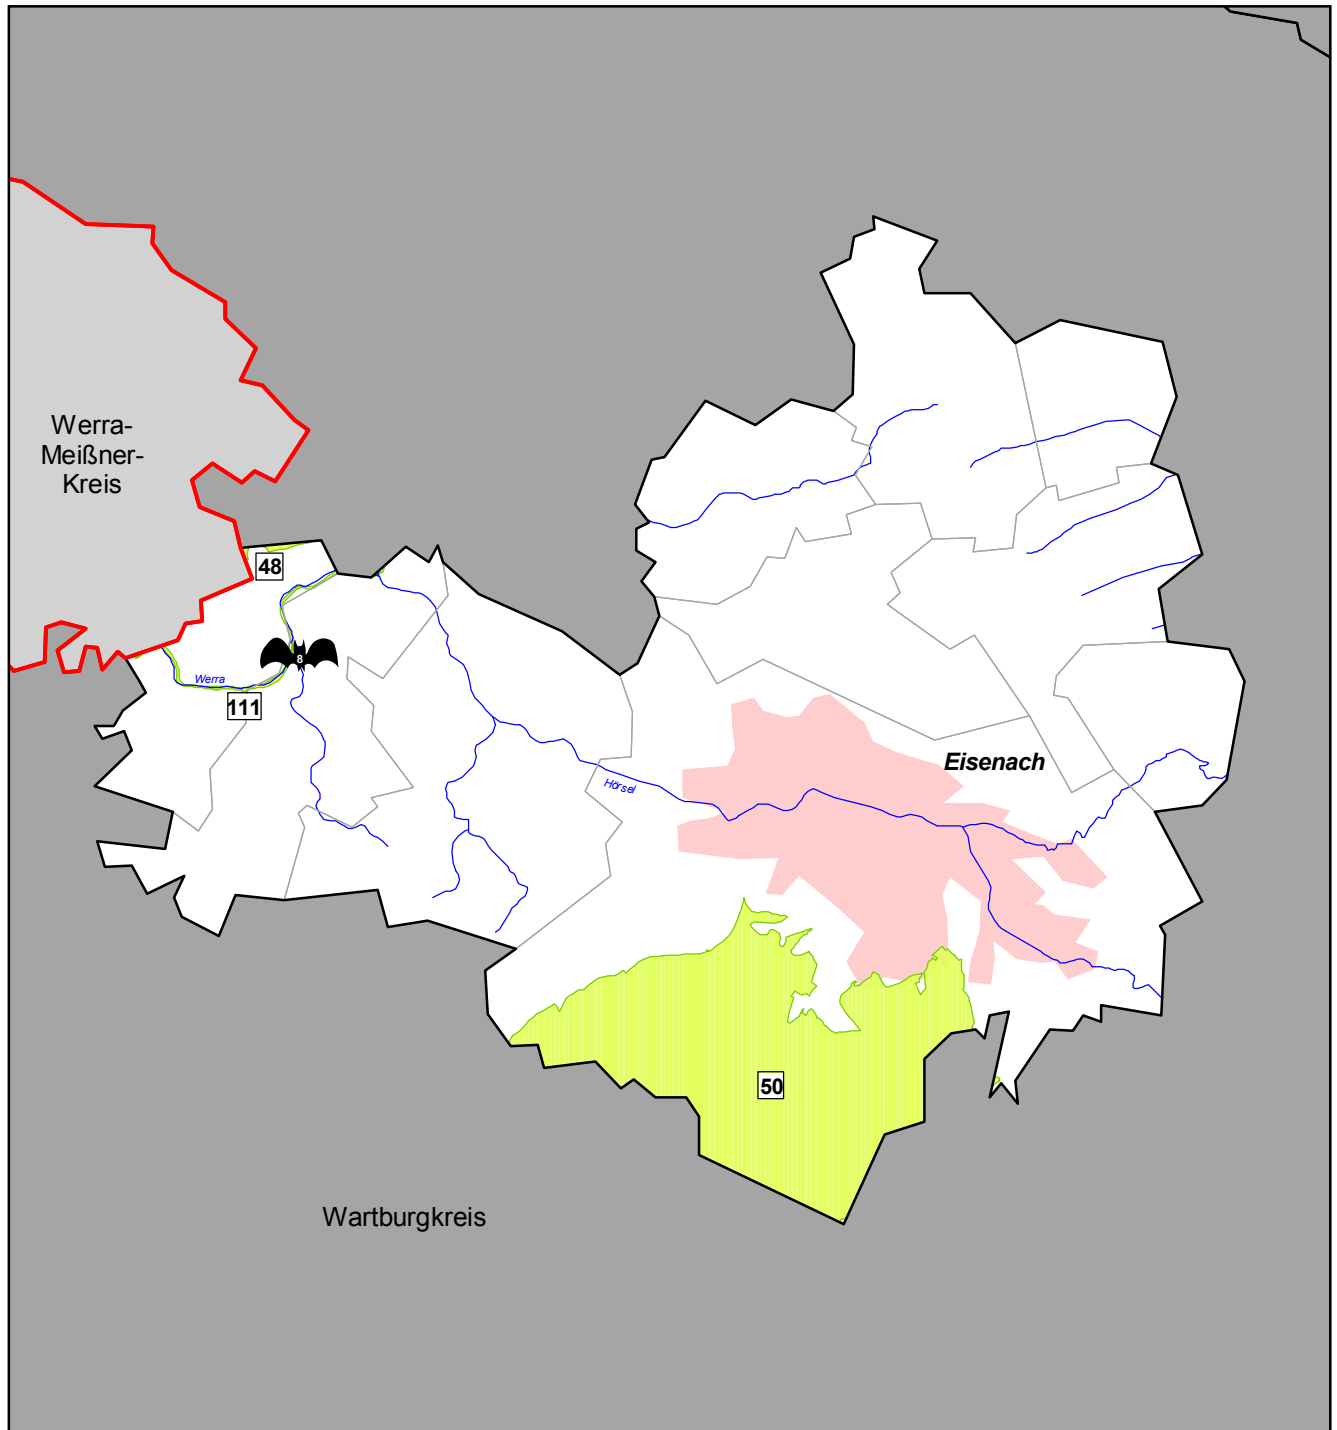 Werra-
Meißner-
Kreis
48
8
Werra
111
Eisenach
Hörsel
50
Wartburgkreis